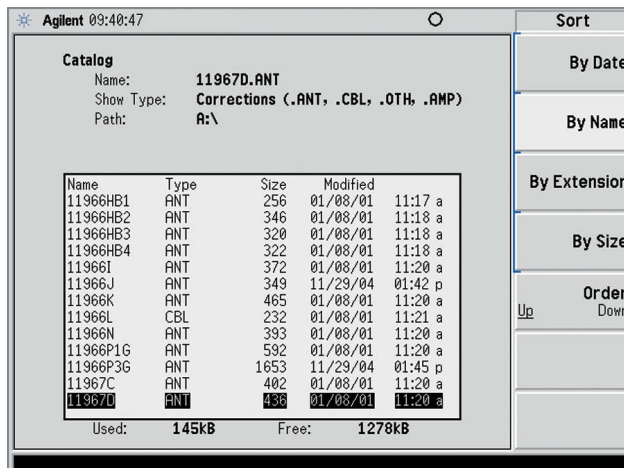 Agilent 09:40:47
Sort
Catalog
Name: 11967D.ANT
Show Type: Corrections (.ANT, .CBL, .OTH, .AMP)
Path: A:\
Name Type Size Modified
11966HB1 ANT 256 01/08/01 11:17 a
11966HB2 ANT 346 01/08/01 11:18 a
11966HB3 ANT 320 01/08/01 11:18 a
11966HB4 ANT 322 01/08/01 11:18 a
11966I ANT 372 01/08/01 11:20 a
11966J ANT 349 11/29/04 01:42 p
11966K ANT 465 01/08/01 11:20 a
11966L CBL 232 01/08/01 11:21 a
11966N ANT 393 01/08/01 11:20 a
11966P1G ANT 592 01/08/01 11:20 a
11966P3G ANT 1653 11/29/04 01:45 p
11967C ANT 402 01/08/01 11:20 a
11967D ANT 436 01/08/01 11:20 a
Used: 145kB Free: 1278kB
By Date
By Name
By Extension
By Size
Order
Up Down